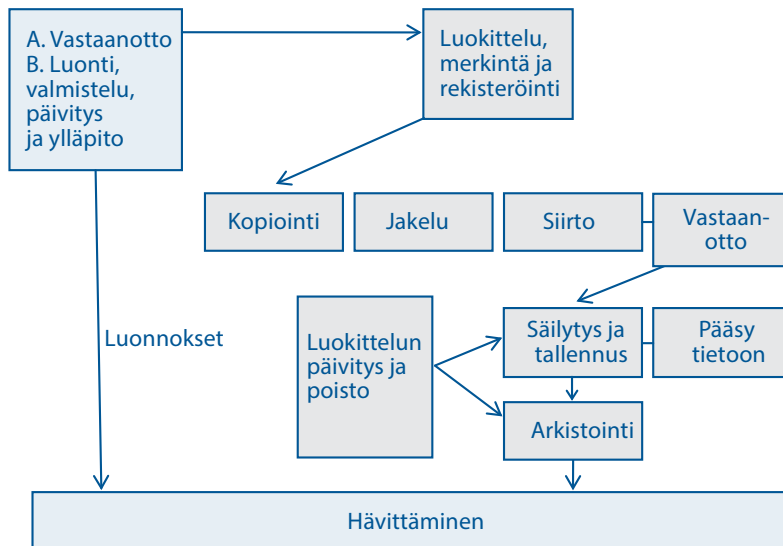 A. Vastaanotto
B. Luonti,
valmistelu,
päivitys
ja ylläpito
Luokittelu,
merkintä ja
rekisteröinti
Kopiointi
Jakelu
Siirto
Vastaan-
otto
Luonnokset
Luokittelun
päivitys ja
poisto
Säilytys ja
tallennus
Pääsy
tietoon
Arkistointi
Hävittäminen